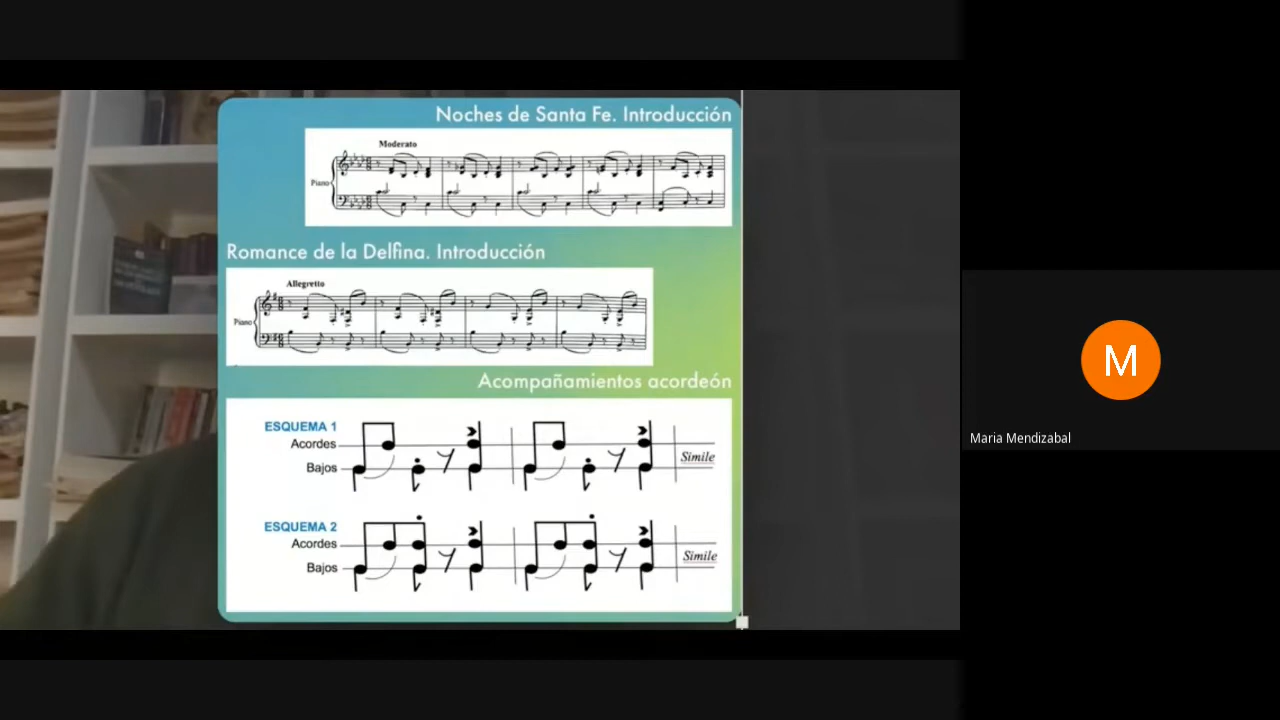 Noches de Santa Fe. Introducción
Moderato
Piano
Romance de la Delfina. Introducción
Allegretto
Piano
Acompañamientos acordeón
ESQUEMA 1
Acordes
Bajos
Simile
ESQUEMA 2
Acordes
Bajos
Simile
M
Maria Mendizabal